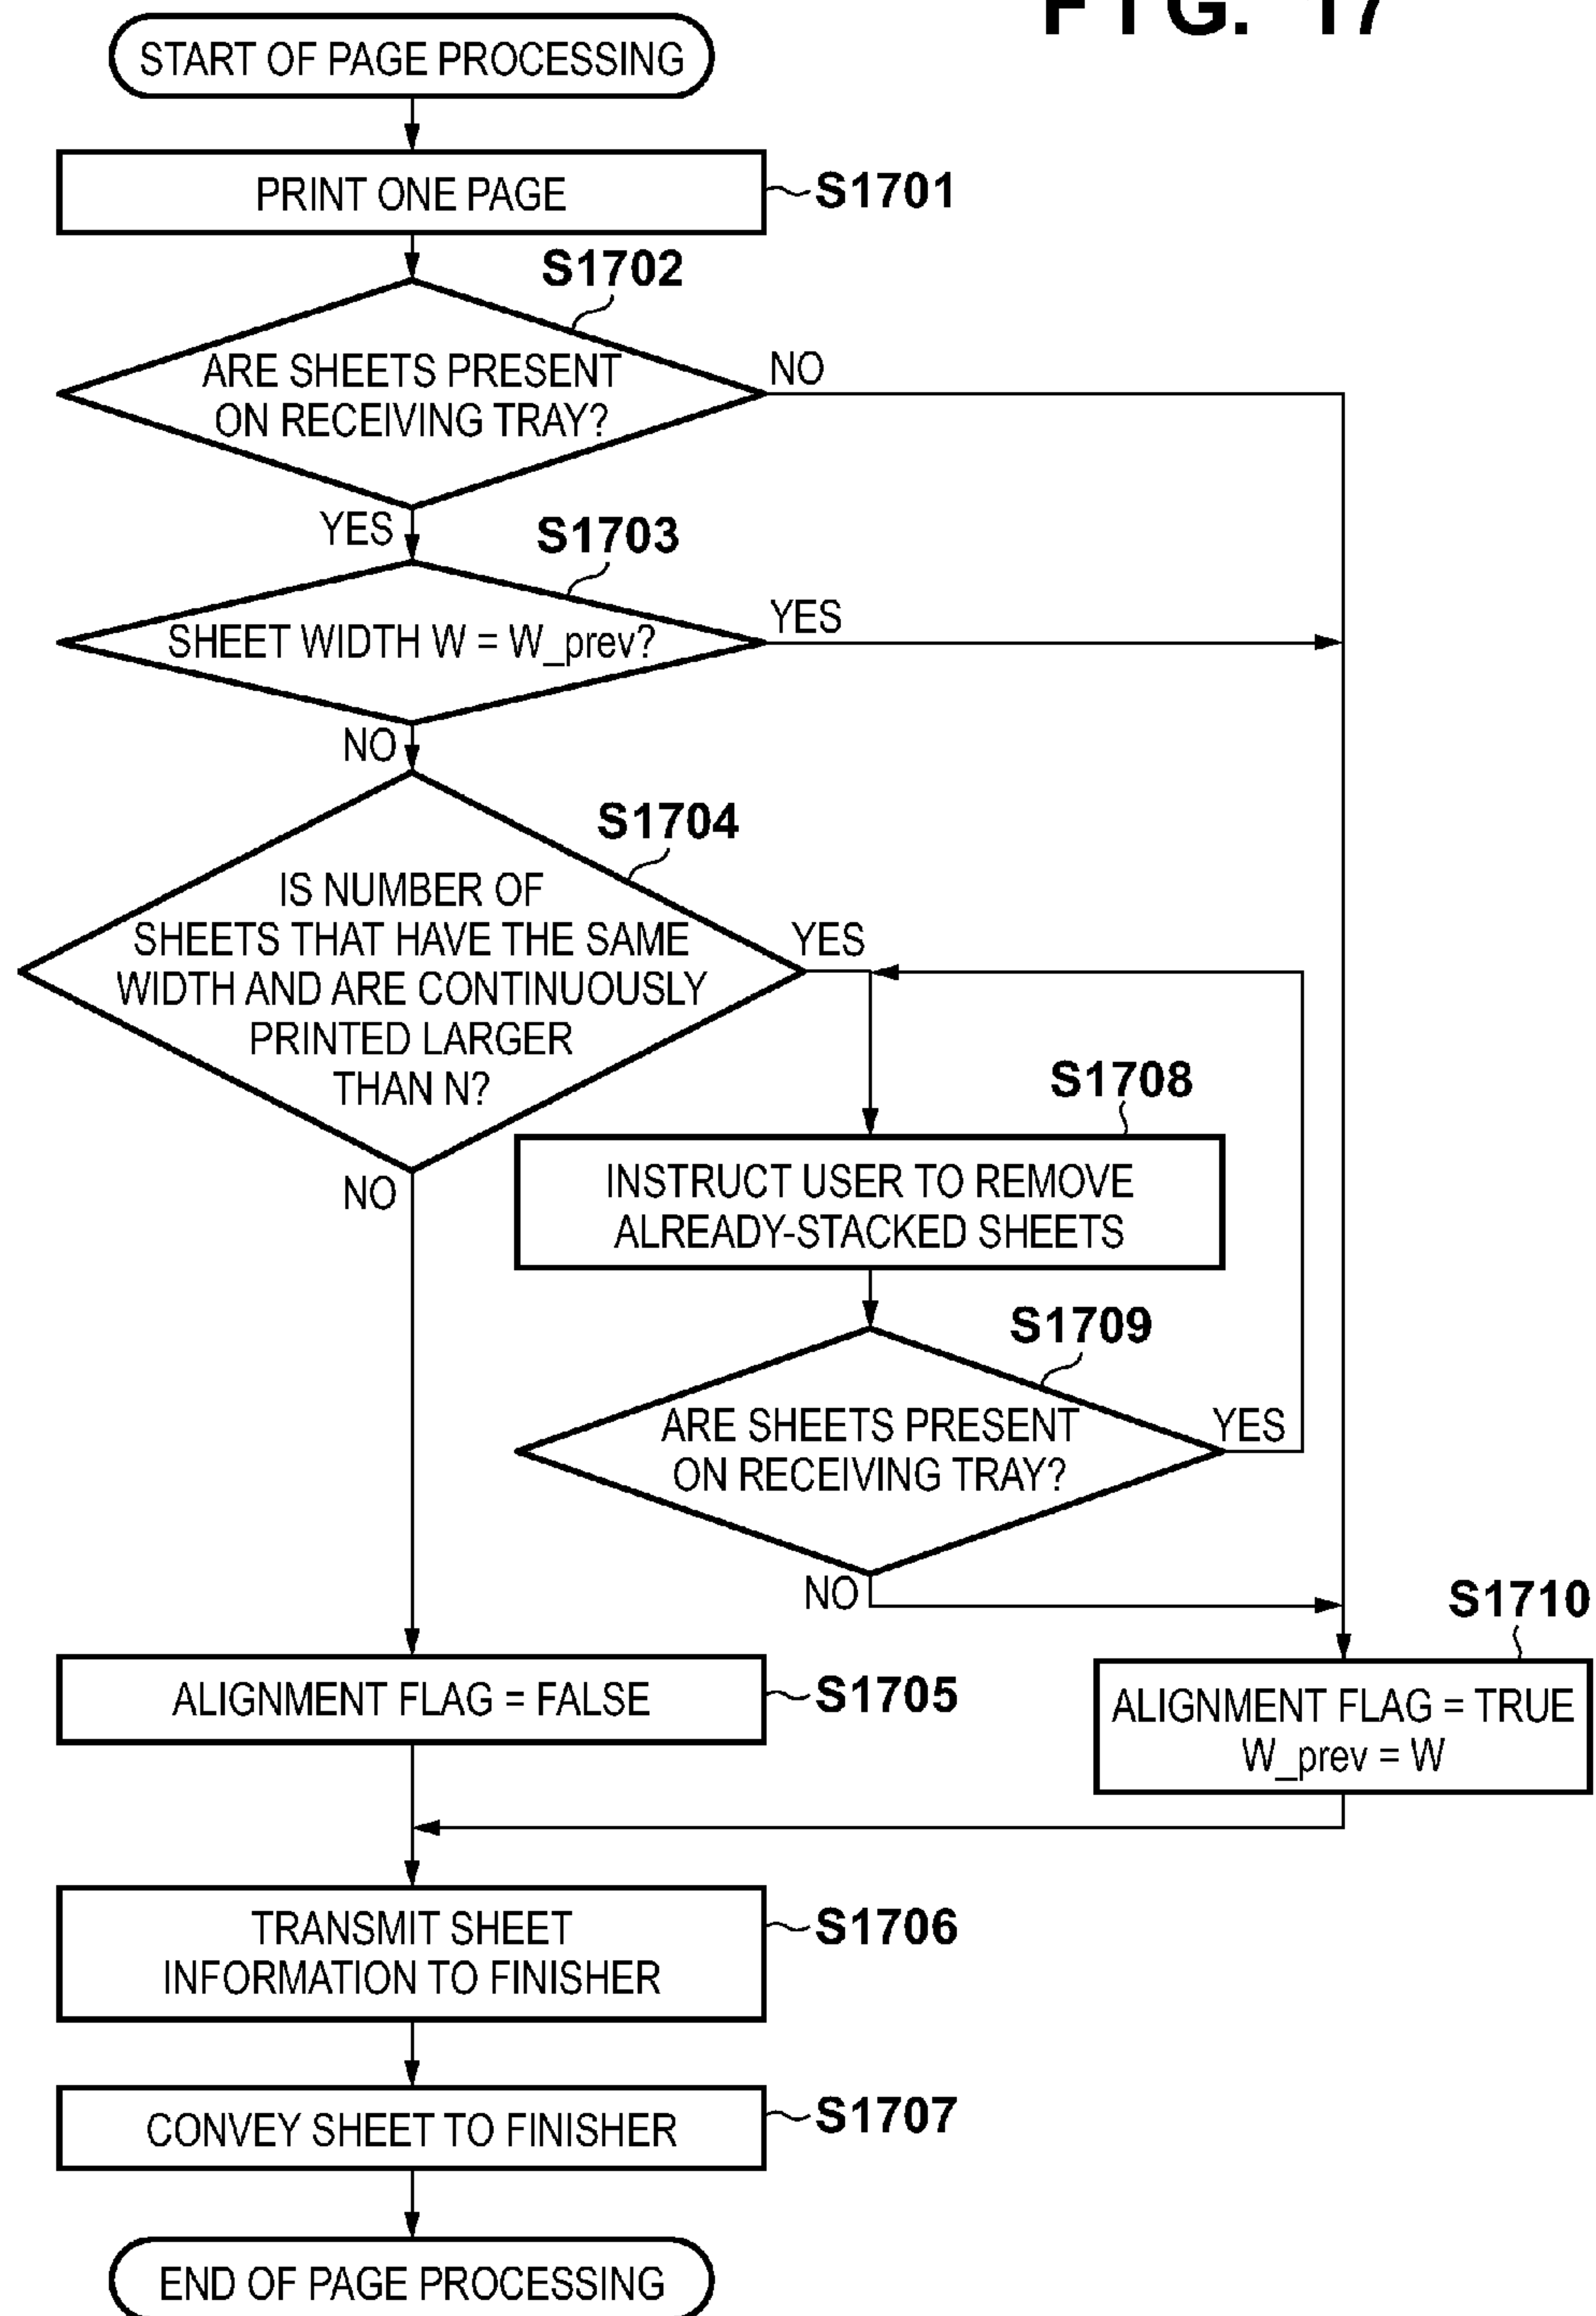 FIG. 17
START OF PAGE PROCESSING
PRINT ONE PAGE
S1701
S1702
ARE SHEETS PRESENT
ON RECEIVING TRAY?
NO
YES
S1703
SHEET WIDTH W = W_prev?
YES
NO
S1704
IS NUMBER OF
SHEETS THAT HAVE THE SAME
WIDTH AND ARE CONTINUOUSLY
PRINTED LARGER
THAN N?
YES
NO
S1708
INSTRUCT USER TO REMOVE
ALREADY-STACKED SHEETS
S1709
ARE SHEETS PRESENT
ON RECEIVING TRAY?
YES
NO
S1705
ALIGNMENT FLAG = FALSE
S1710
ALIGNMENT FLAG = TRUE
W_prev = W
TRANSMIT SHEET
INFORMATION TO FINISHER
S1706
CONVEY SHEET TO FINISHER
S1707
END OF PAGE PROCESSING